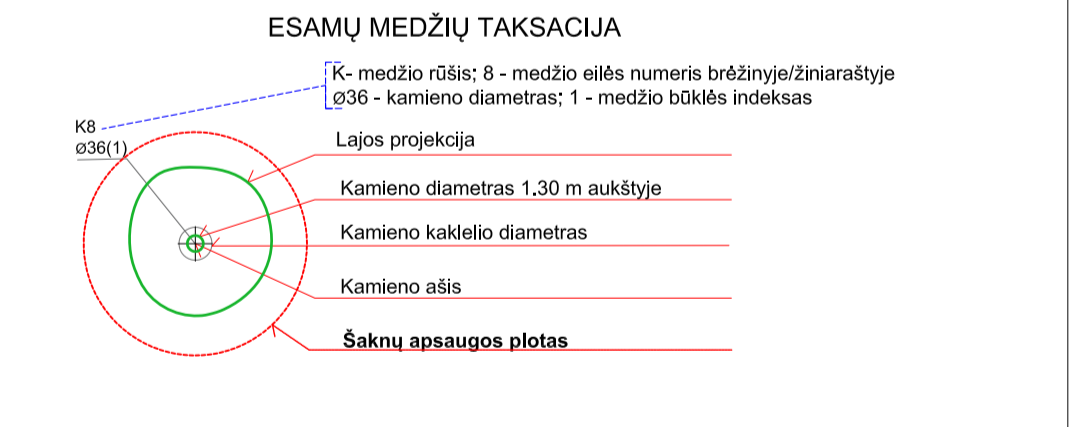 ESAMŲ MEDŽIŲ TAKSACIJA
K- medžio rūšis; 8 - medžio eilės numeris brėžinyje/žiniaraštyje
ø36 - kamieno diametras; 1 - medžio būklės indeksas
K8
ø36(1)
Lajos projekcija
Kamieno diametras 1.30 m aukštyje
Kamieno kaklelio diametras
Kamieno ašis
Šaknų apsaugos plotas